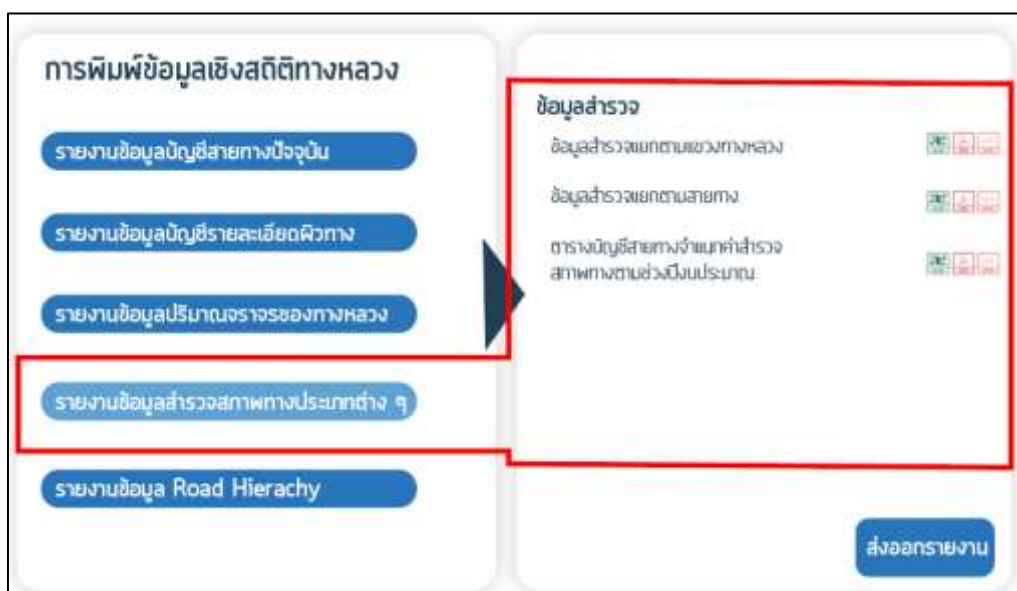 การพิมพ์ข้อมูลเชิงสถิติทางหลวง
รายงานข้อมูลบัญชีสายทางปัจจุบัน
รายงานข้อมูลบัญชีรายละเอียดผิวทาง
รายงานข้อมูลปริมาณจราจรของทางหลวง
รายงานข้อมูลสำรวจสภาพทางประเภทต่าง ๆ
รายงานข้อมูล Road Hierachy
ข้อมูลสำรวจ
ข้อมูลสำรวจแยกตามแขวงทางหลวง
ข้อมูลสำรวจแยกตามสายทาง
ตารางบัญชีสายทางจำแนกค่าสำรวจ
สภาพทางตามช่วงปีงบประมาณ
ส่งออกรายงาน